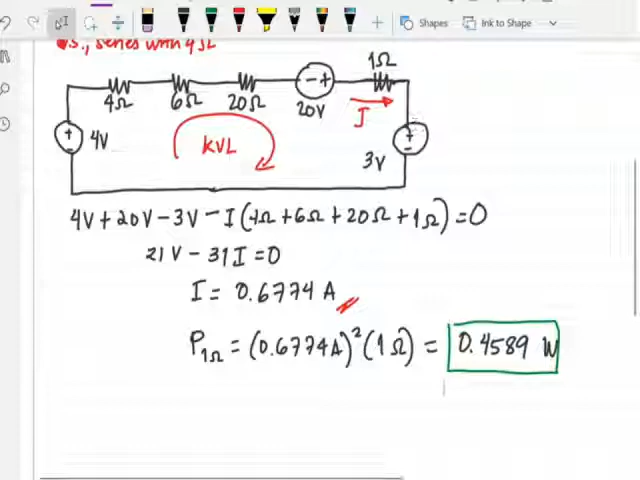 Shapes
Ink to Shape
series with 4Ω
4Ω 6Ω 20Ω 20V 1Ω
I
4V KVL 3V
4V + 20V - 3V - I (4Ω + 6Ω + 20Ω + 1Ω) = 0
21V - 31 I = 0
I = 0.6774 A
P1Ω = (0.6774A)² (1Ω) = 0.4589 W